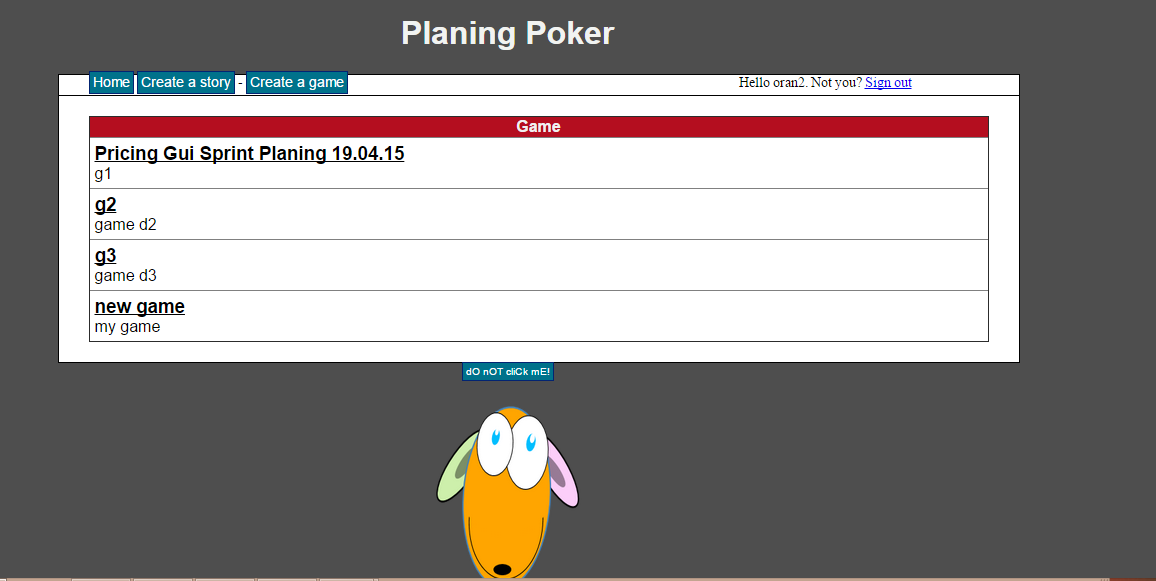 Planing Poker
Home Create a story - Create a game Hello oran2. Not you? Sign out
Game
Pricing Gui Sprint Planing 19.04.15
g1
g2
game d2
g3
game d3
new game
my game
dO nOT cliCk mE!